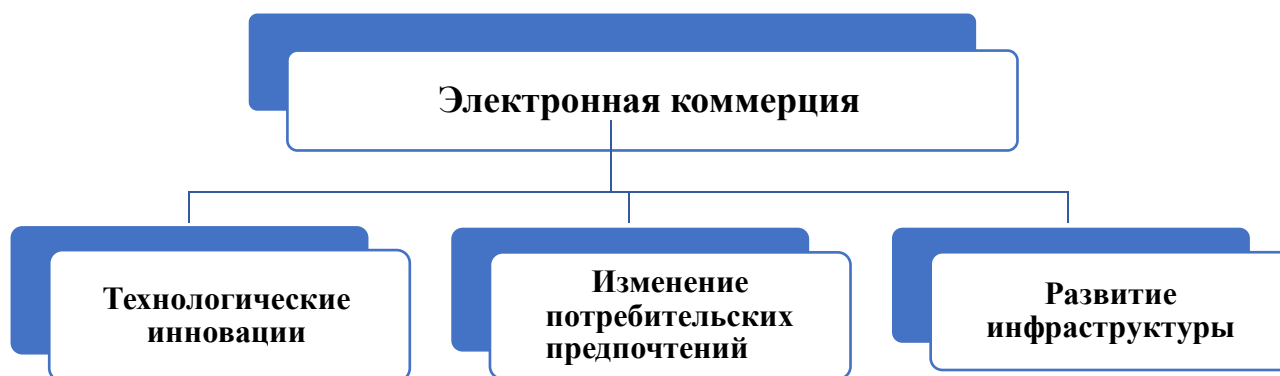 Электронная коммерция
Технологические
инновации
Изменение
потребительских
предпочтений
Развитие
инфраструктуры